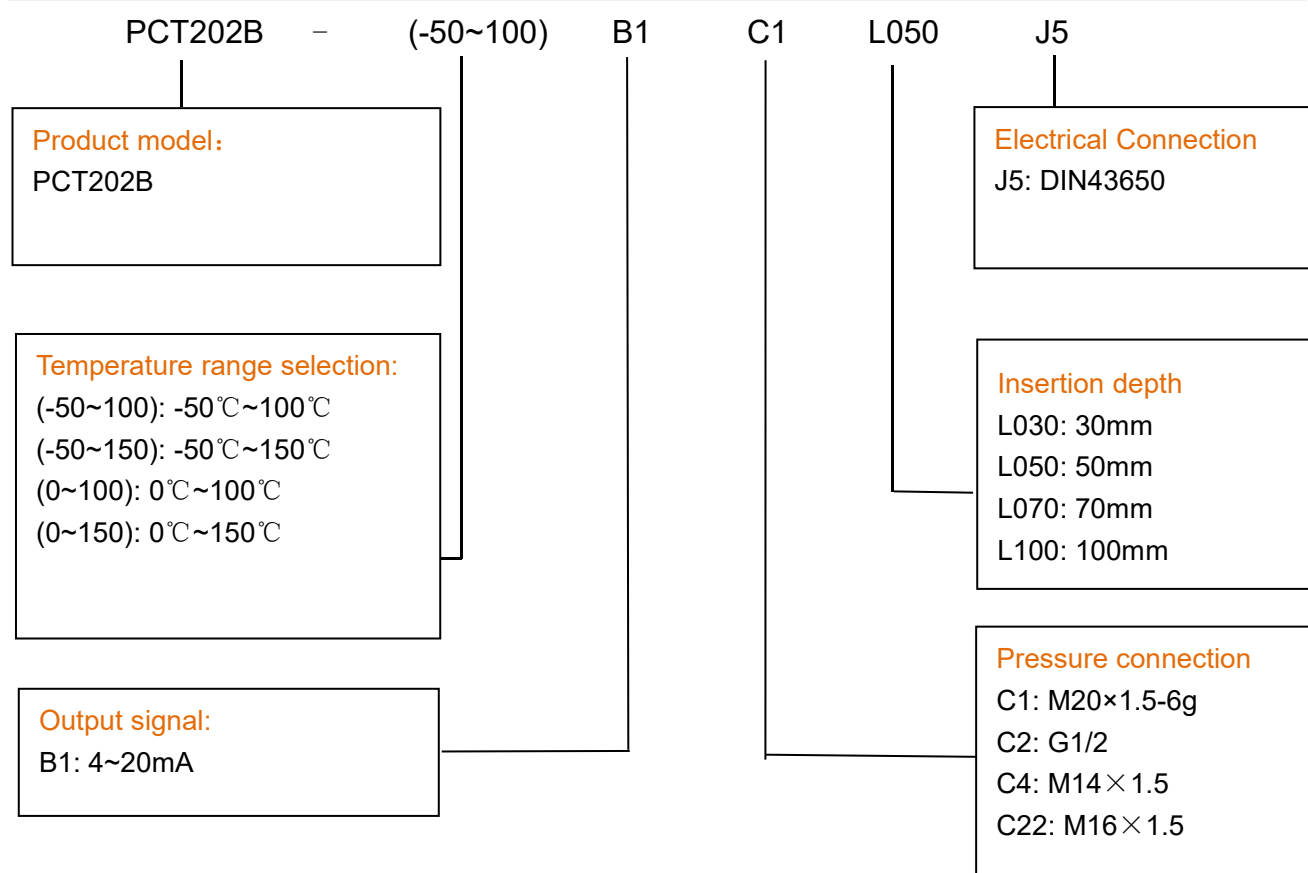 PCT202B - (-50~100) B1 C1 L050 J5
Product model：
PCT202B
Electrical Connection
J5: DIN43650
Temperature range selection:
(-50~100): -50℃~100℃
(-50~150): -50℃~150℃
(0~100): 0℃~100℃
(0~150): 0℃~150℃
Insertion depth
L030: 30mm
L050: 50mm
L070: 70mm
L100: 100mm
Output signal:
B1: 4~20mA
Pressure connection
C1: M20×1.5-6g
C2: G1/2
C4: M14×1.5
C22: M16×1.5